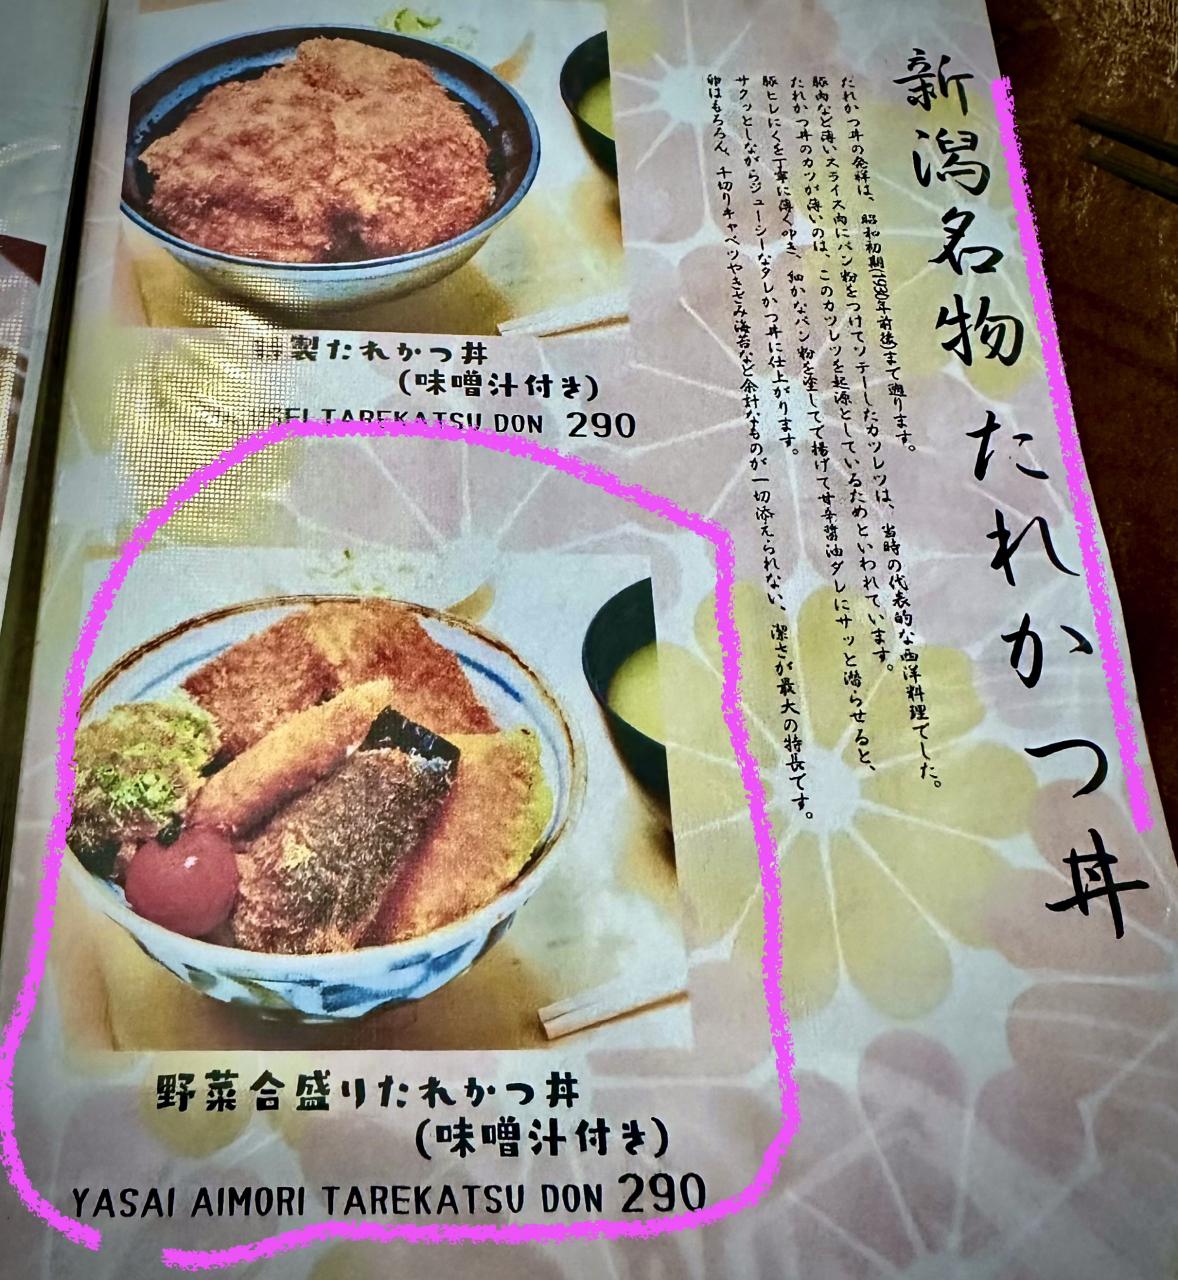 新潟名物 たれかつ丼
たれかつ丼の発祥は、昭和初期(1930年前後)まで遡ります。
豚肉など薄いスライス肉にパン粉をつけてソテーしたカツレツは、当時の代表的な西洋料理でした。
たれかつ丼のカツが薄いのは、このカツレツを起源としているためといわれています。
豚ヒレにくを丁寧に薄く叩き、細かなパン粉を塗して揚げて甘辛醤油ダレにサッと潜らせると、
サクッとしながらジューシーなタレかつ丼に仕上がります。
卵はもちろん、千切りキャベツやきざみ海苔など余計なものが一切添えられない、潔さが最大の特長です。
製たれかつ丼
(味噌汁付き)
TAREKATSU DON 290
野菜合盛りたれかつ丼
(味噌汁付き)
YASAI AIMORI TAREKATSU DON 290